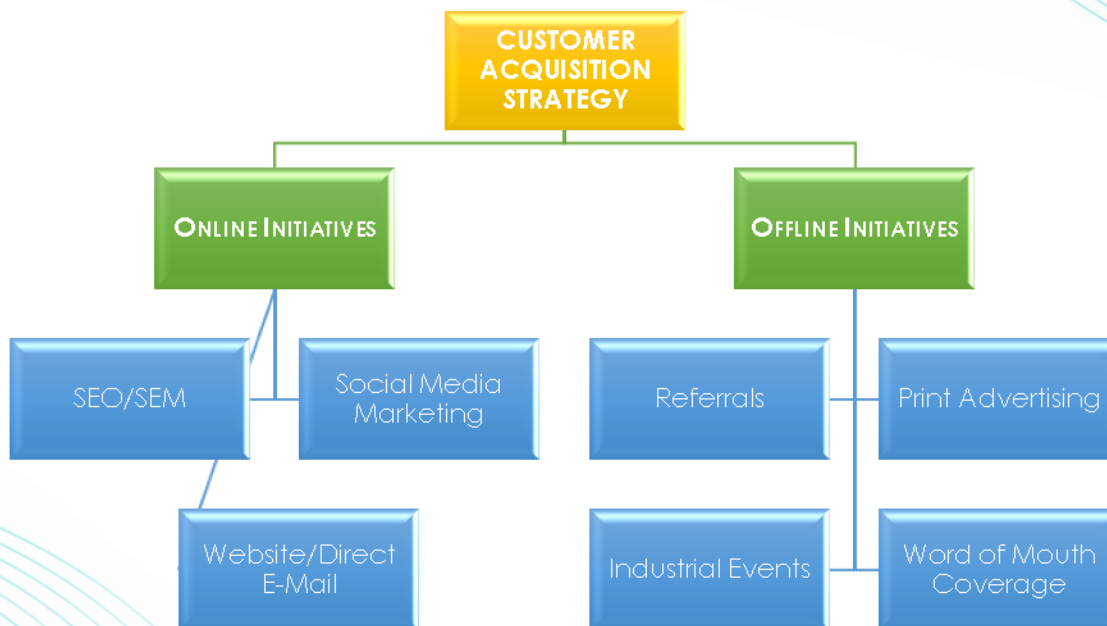 CUSTOMER
ACQUISITION
STRATEGY
ONLINE INITIATIVES
OFFLINE INITIATIVES
SEO/SEM
Social Media
Marketing
Referrals
Print Advertising
Website/Direct
E-Mail
Industrial Events
Word of Mouth
Coverage